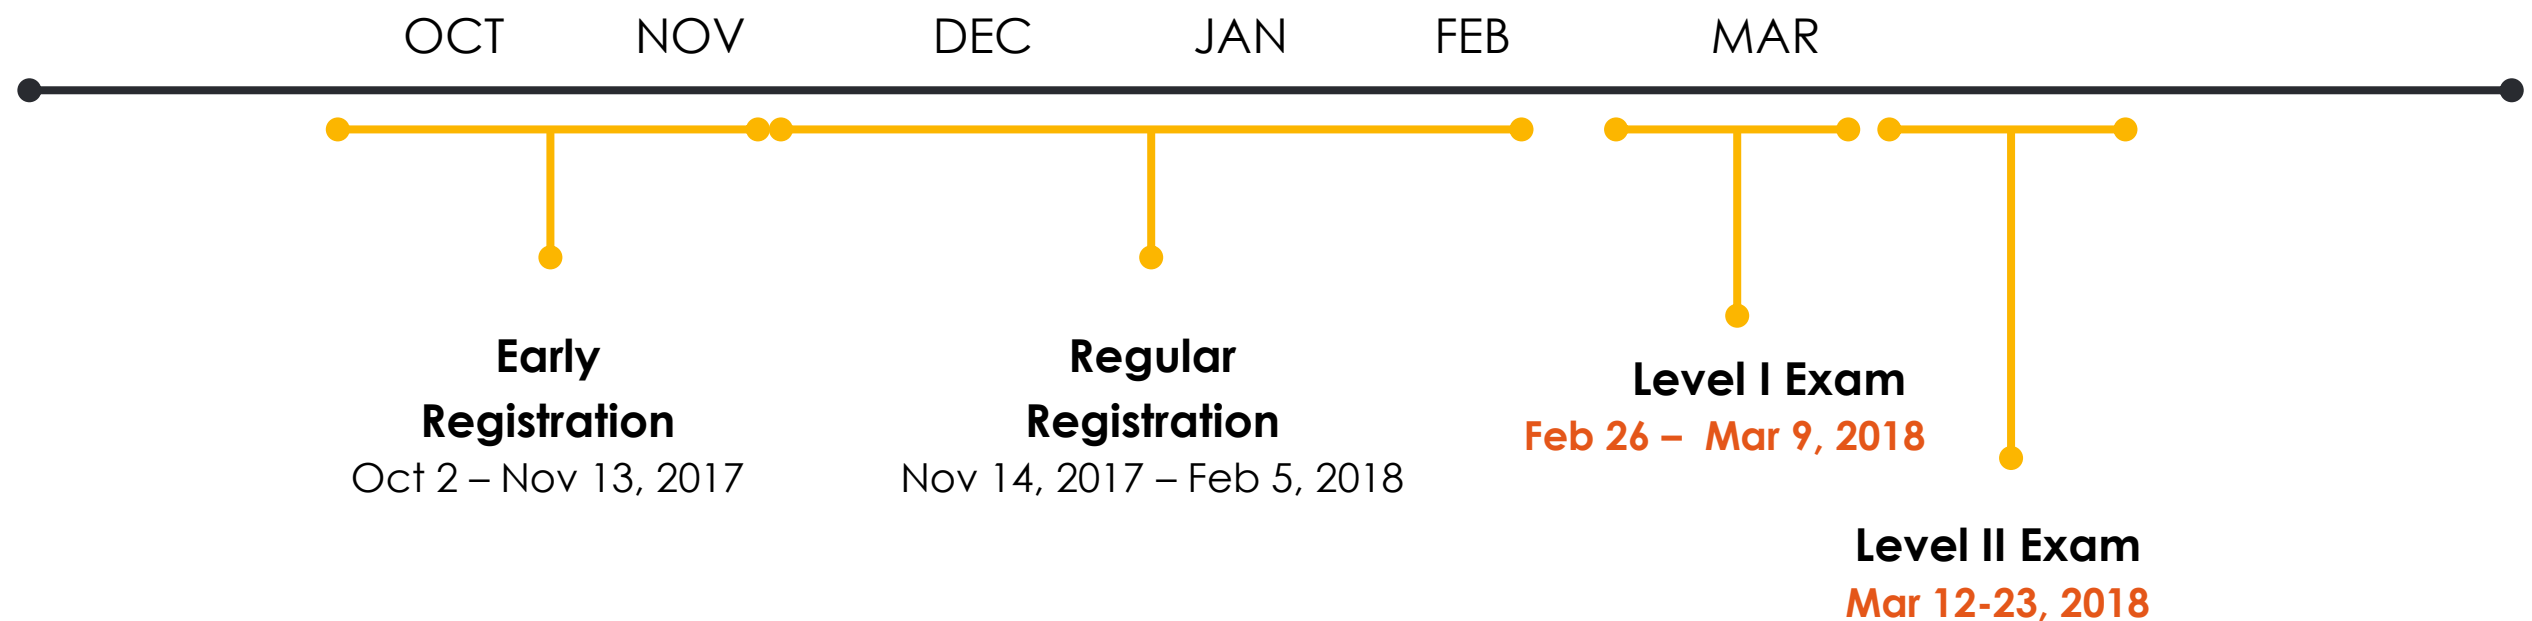 OCT NOV DEC JAN FEB MAR
Early
Registration
Oct 2 – Nov 13, 2017
Regular
Registration
Nov 14, 2017 – Feb 5, 2018
Level I Exam
Feb 26 – Mar 9, 2018
Level II Exam
Mar 12-23, 2018